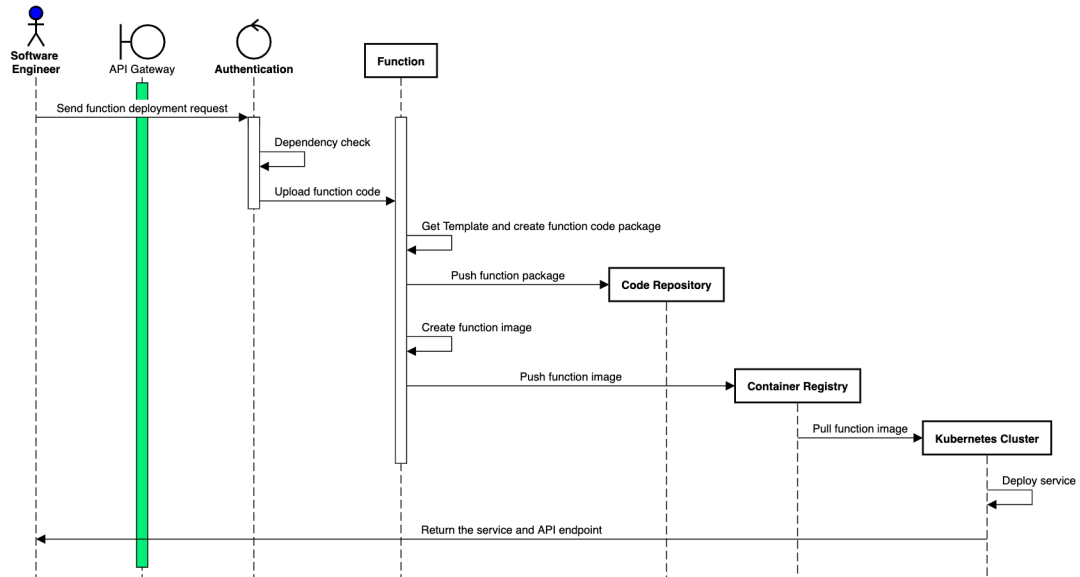 Software
Engineer
API Gateway
Authentication
Function
Send function deployment request
Dependency check
Upload function code
Get Template and create function code package
Push function package
Code Repository
Create function image
Push function image
Container Registry
Pull function image
Kubernetes Cluster
Deploy service
Return the service and API endpoint